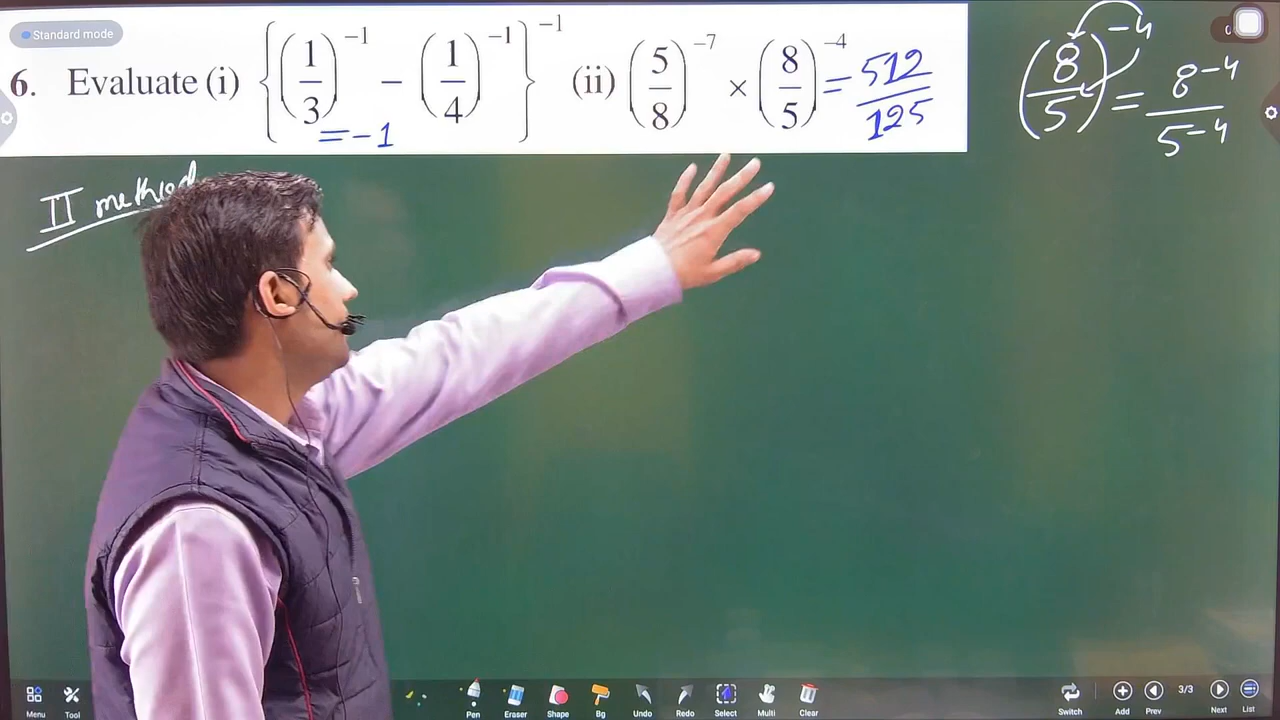 Standard mode
6. Evaluate (i) {(1/3)^−1 − (1/4)^−1}^−1 (ii) (5/8)^−7 × (8/5)^−4 = 512/125
= −1
(8/5)^−4 = 8^−4/5^−4
II method
Menu Tool Pen Eraser Shape Bg Undo Redo Select Multi Clear Switch Add Prev 3/3 Next List